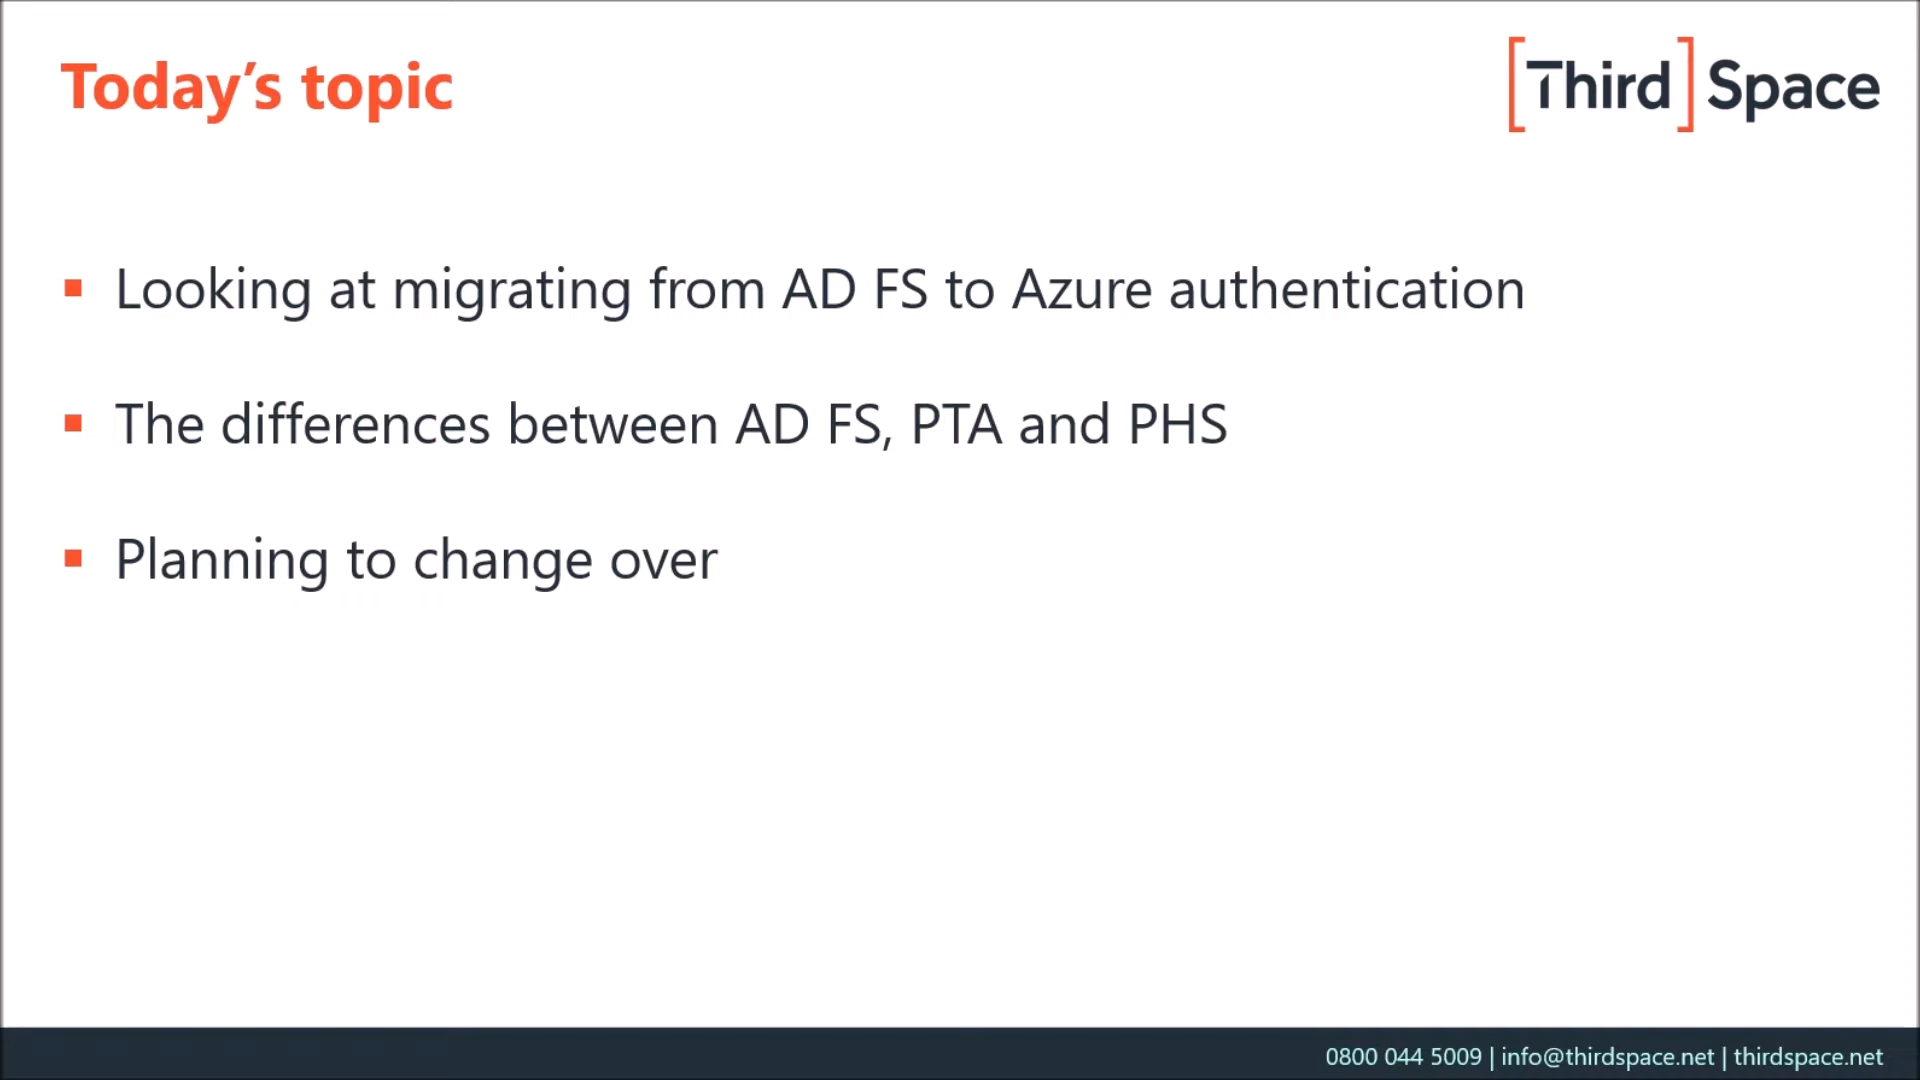 Today’s topic
[Third] Space
Looking at migrating from AD FS to Azure authentication
The differences between AD FS, PTA and PHS
Planning to change over
0800 044 5009 | info@thirdspace.net | thirdspace.net